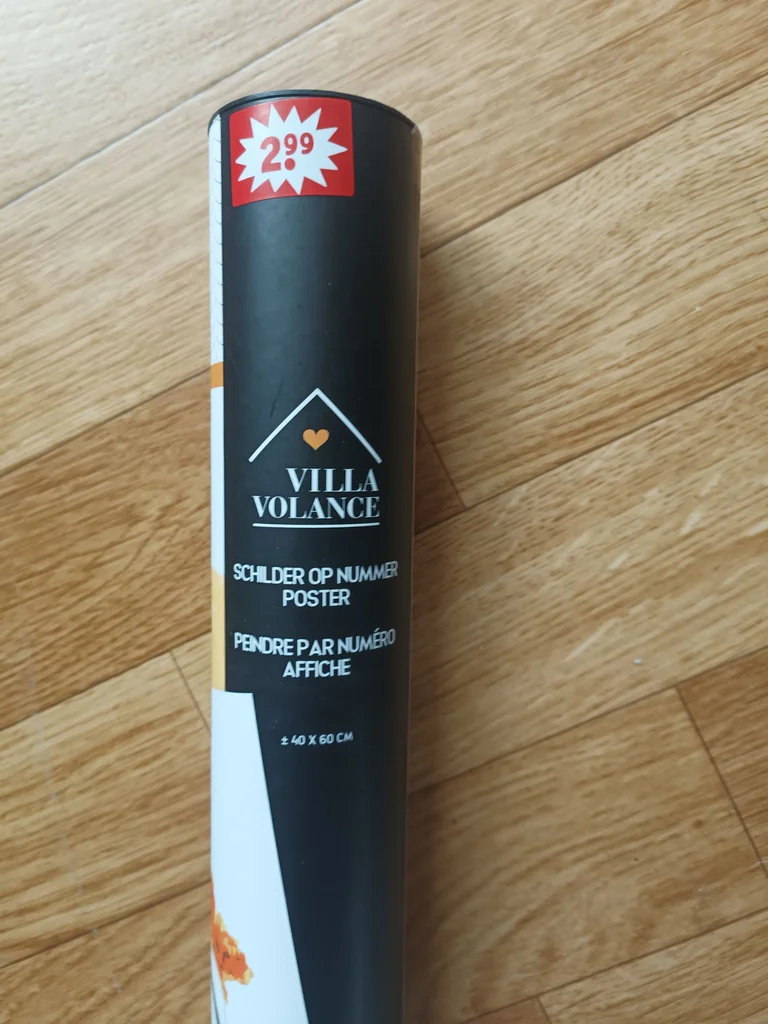 2.99
VILLA
VOLANCE
SCHILDER OP NUMMER
POSTER
PEINDRE PAR NUMÉRO
AFFICHE
± 40 X 60 CM